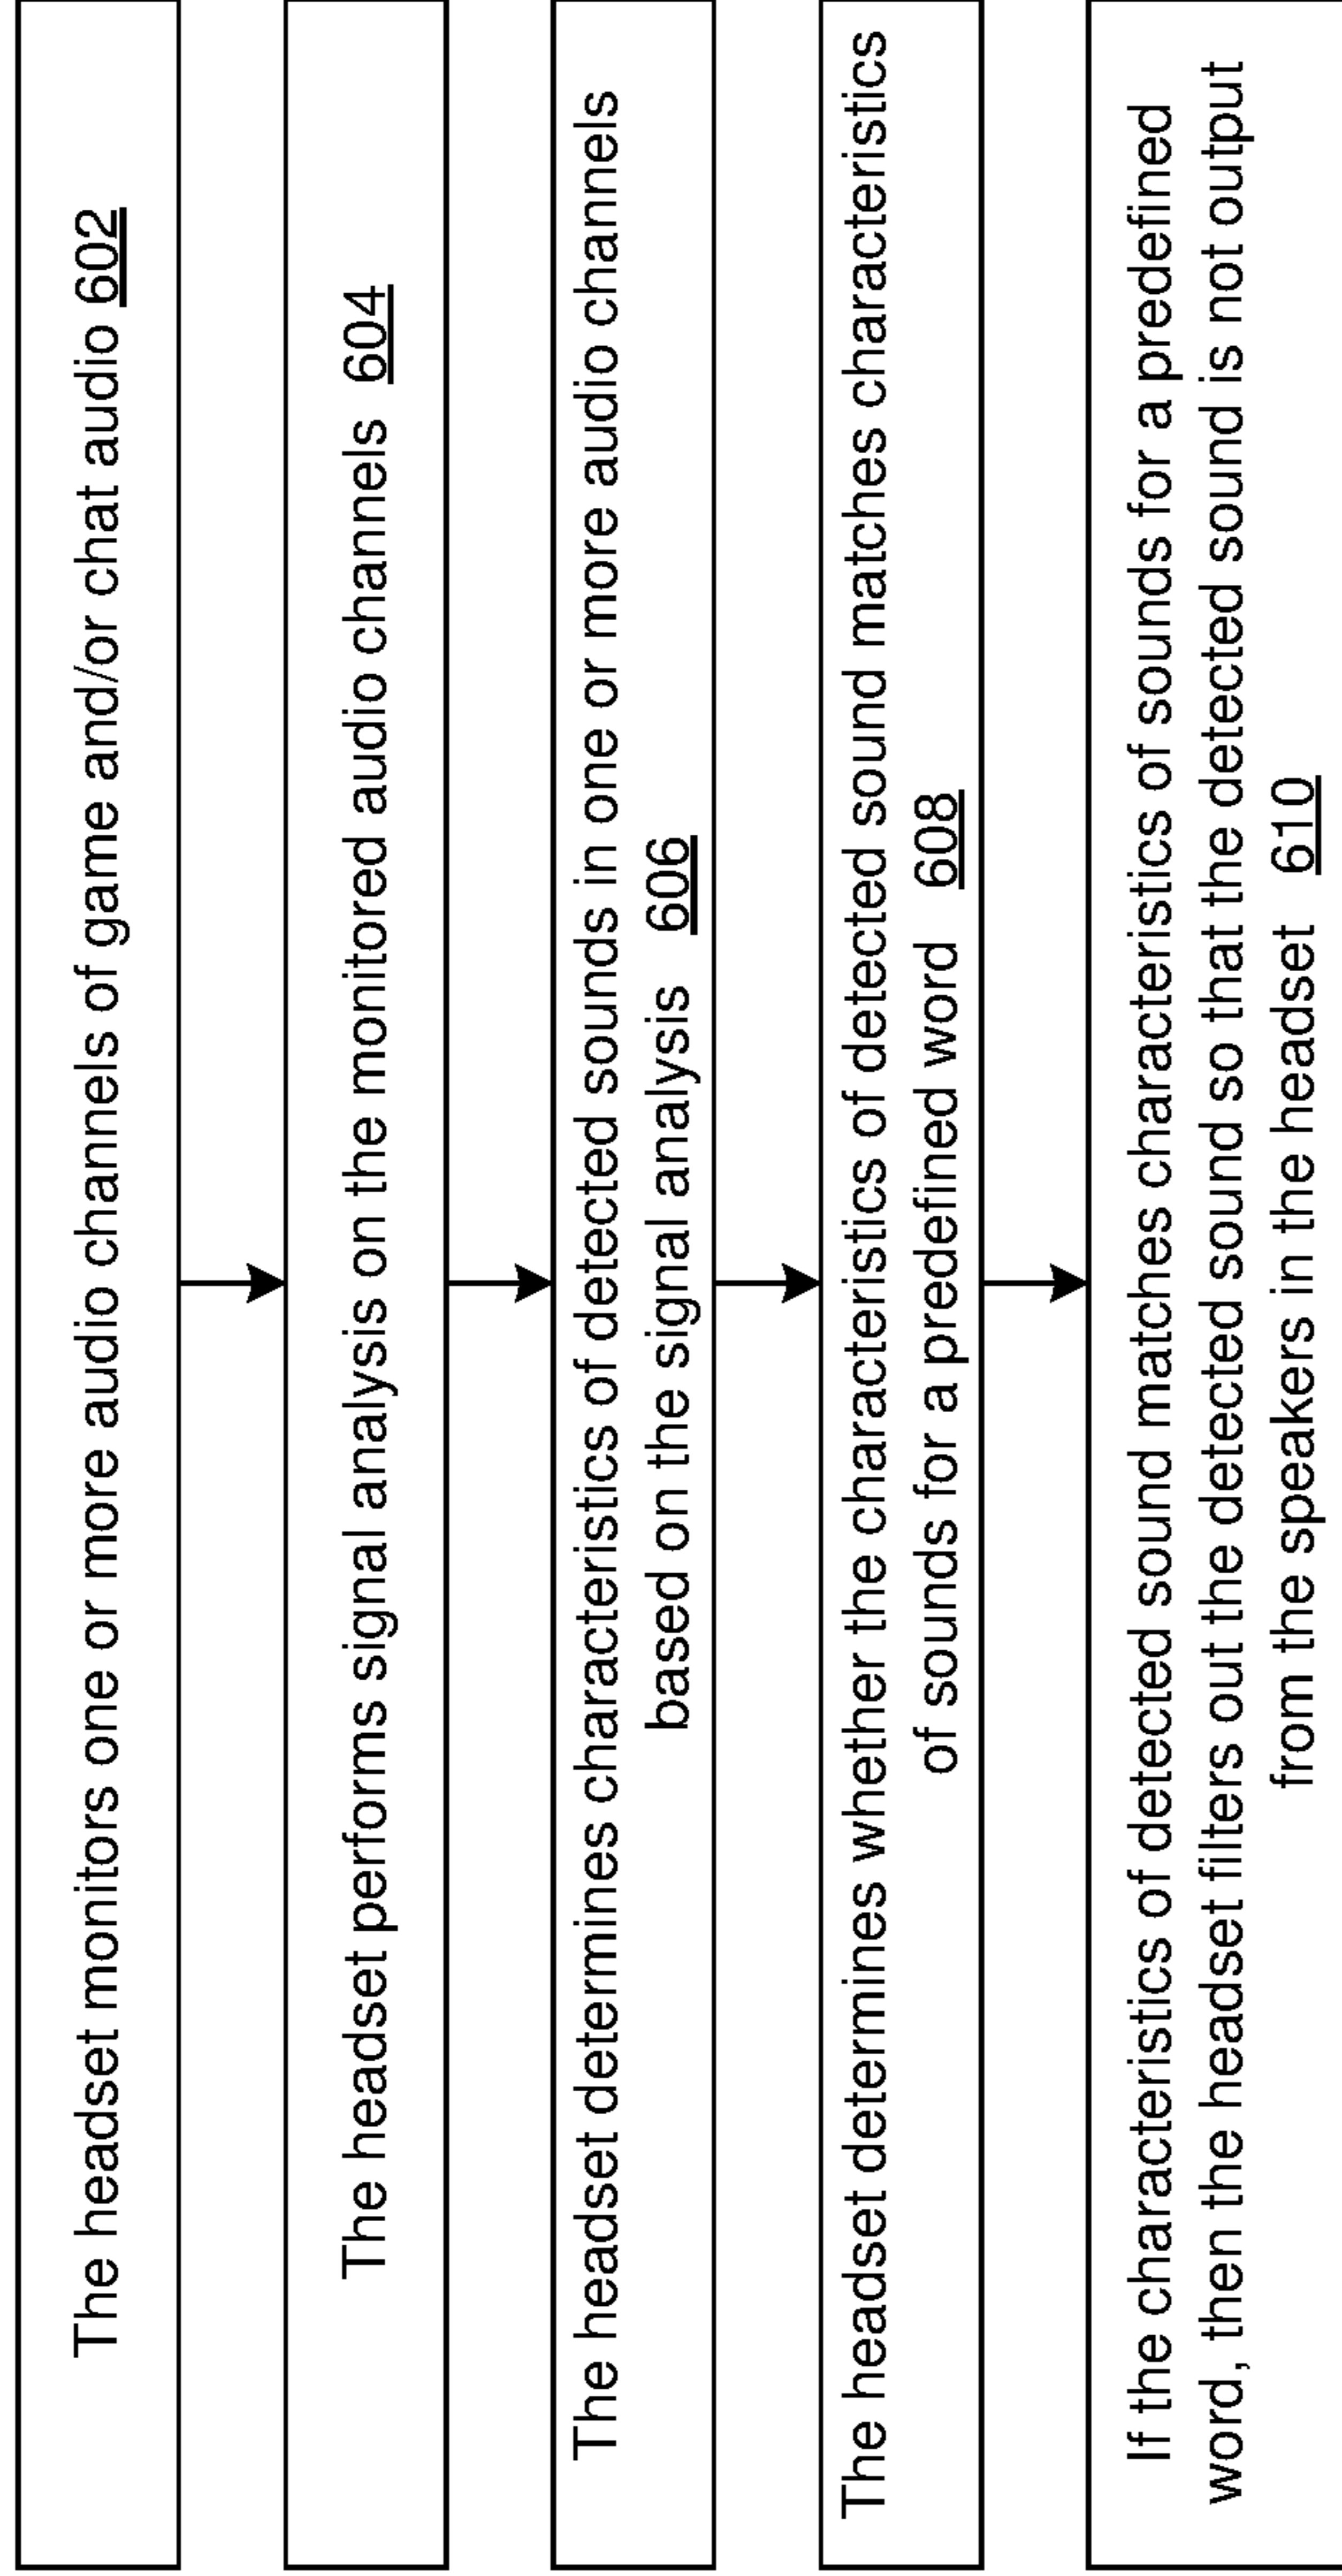 The headset monitors one or more audio channels of game and/or chat audio 602
The headset performs signal analysis on the monitored audio channels 604
The headset determines characteristics of detected sounds in one or more audio channels
based on the signal analysis 606
The headset determines whether the characteristics of detected sound matches characteristics
of sounds for a predefined word 608
If the characteristics of detected sound matches characteristics of sounds for a predefined
word, then the headset filters out the detected sound so that the detected sound is not output
from the speakers in the headset 610